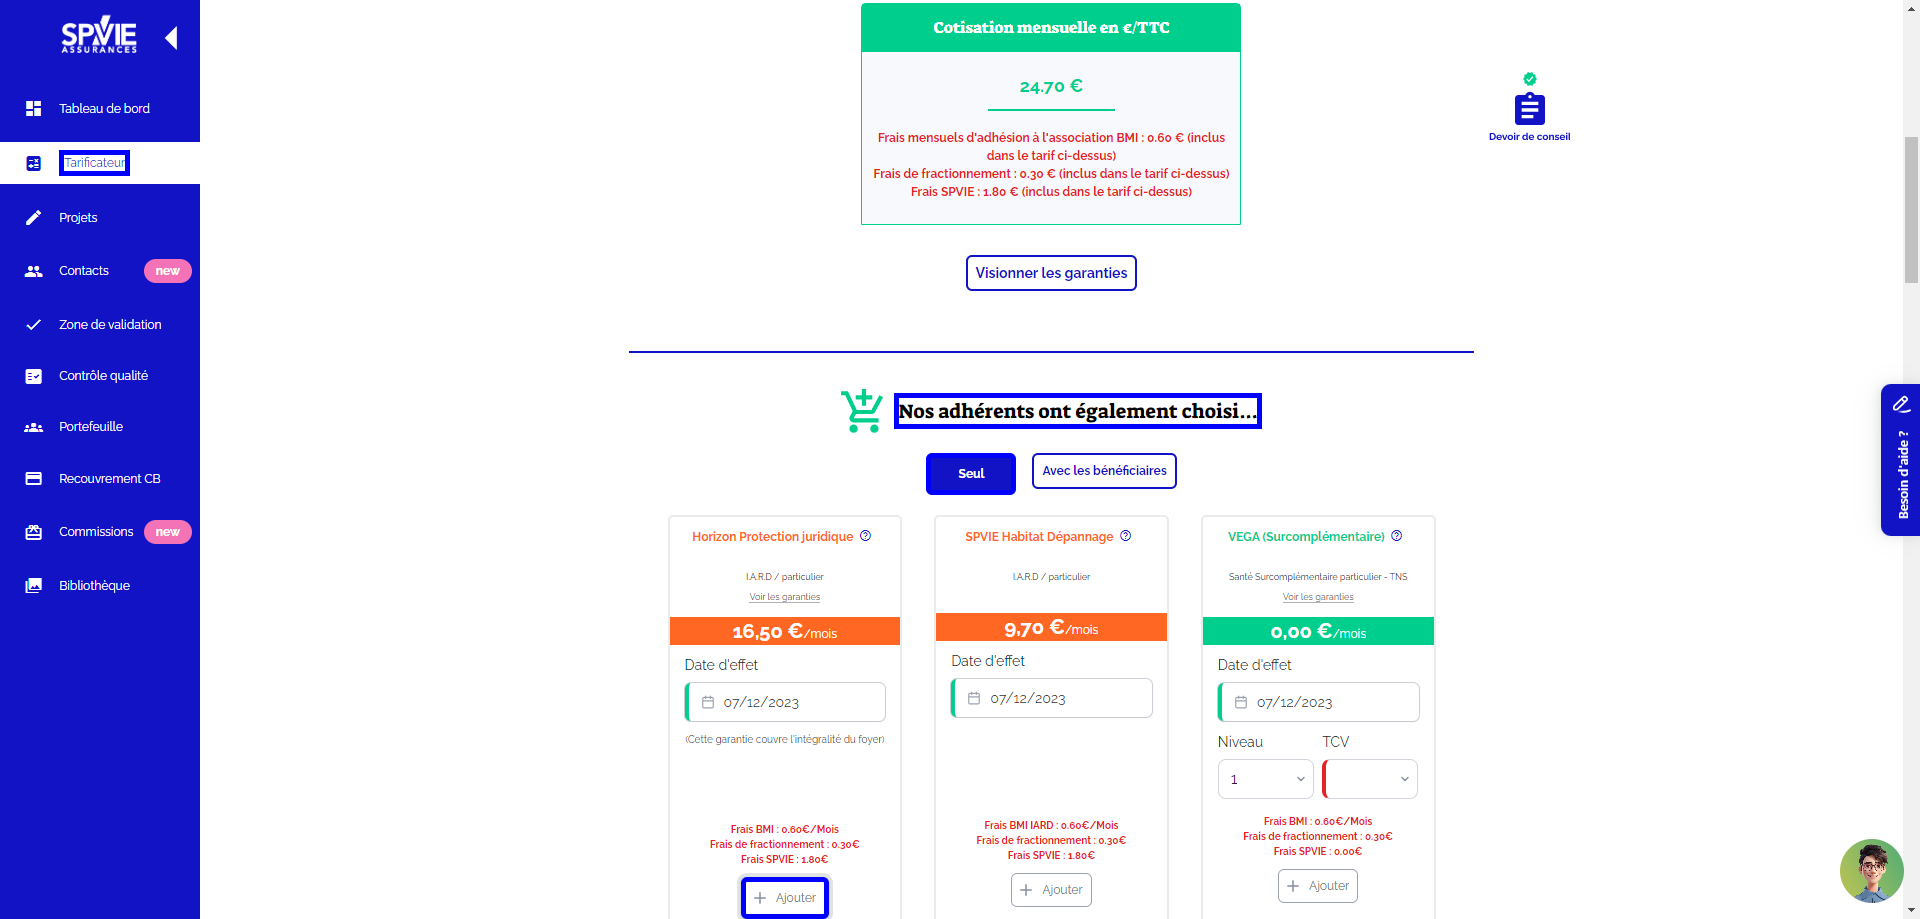 SPVIE
ASSURANCES
Tableau de bord
Tarificateur
Projets
Contacts
new
Zone de validation
Contrôle qualité
Portefeuille
Recouvrement CB
Commissions
new
Bibliothèque
Cotisation mensuelle en €/TTC
24.70 €
Frais mensuels d'adhésion à l'association BMI : 0.60 € (inclus
dans le tarif ci-dessus)
Frais de fractionnement : 0.30 € (inclus dans le tarif ci-dessus)
Frais SPVIE : 1.80 € (inclus dans le tarif ci-dessus)
Visionner les garanties
Devoir de conseil
Nos adhérents ont également choisi...
Seul
Avec les bénéficiaires
Horizon Protection juridique
I.A.R.D / particulier
Voir les garanties
16,50 €/mois
Date d'effet
07/12/2023
(Cette garantie couvre l'intégralité du foyer)
Frais BMI : 0.60€/Mois
Frais de fractionnement : 0.30€
Frais SPVIE : 1.80€
Ajouter
SPVIE Habitat Dépannage
I.A.R.D / particulier
9,70 €/mois
Date d'effet
07/12/2023
Frais BMI IARD : 0.60€/Mois
Frais de fractionnement : 0.30€
Frais SPVIE : 1.80€
Ajouter
VEGA (Surcomplémentaire)
Santé Surcomplémentaire particulier - TNS
Voir les garanties
0,00 €/mois
Date d'effet
07/12/2023
Niveau
TCV
1
Frais BMI : 0.60€/Mois
Frais de fractionnement : 0.30€
Frais SPVIE : 0.00€
Ajouter
Besoin d'aide ?